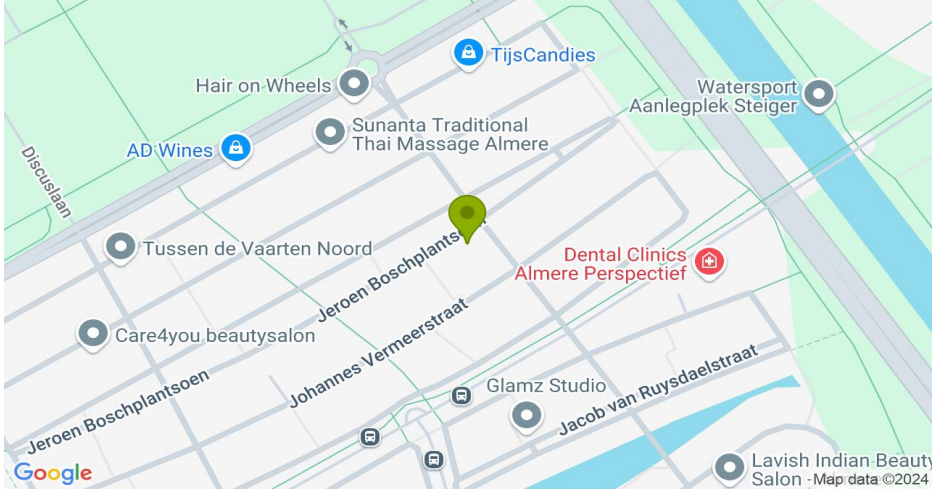 TijsCandies
Hair on Wheels
Watersport
Aanlegplek Steiger
Sunanta Traditional
Thai Massage Almere
AD Wines
Discuslaan
Tussen de Vaarten Noord
Jeroen Boschplantsoen
Dental Clinics
Almere Perspectief
Care4you beautysalon
Johannes Vermeerstraat
Jeroen Boschplantsoen
Glamz Studio
Jacob van Ruysdaelstraat
Google
Lavish Indian Beauty
Salon -
Map data ©2024